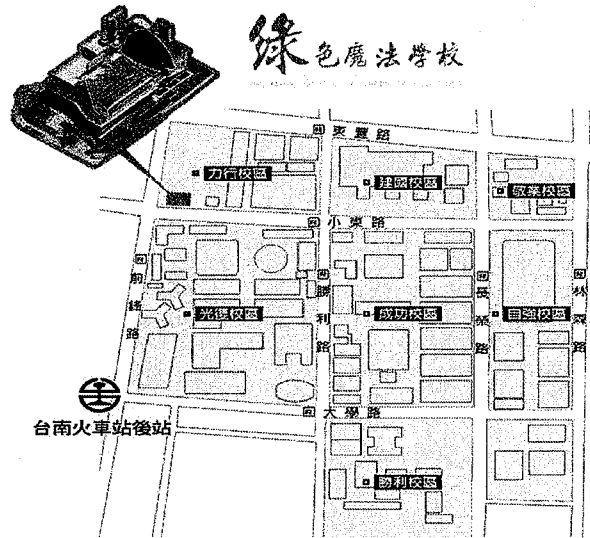 綠色魔法學校
東豐路
力行校區
建國校區
敬業校區
小東路
前鋒路
勝利路
長榮路
林森路
光復校區
成功校區
自強校區
台南火車站後站
大學路
勝利校區